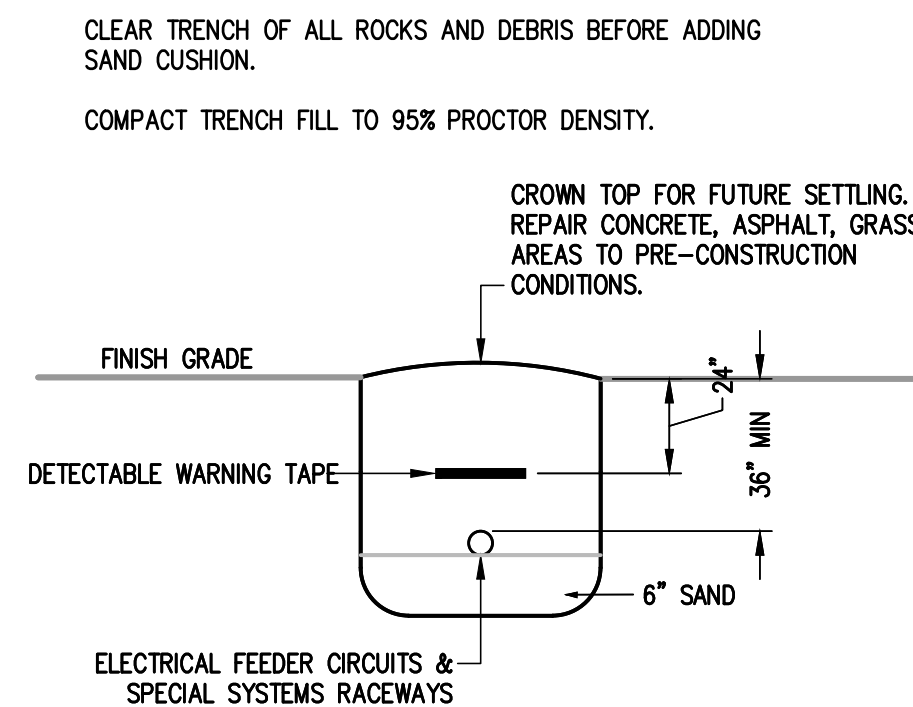 CLEAR TRENCH OF ALL ROCKS AND DEBRIS BEFORE ADDING
SAND CUSHION.
COMPACT TRENCH FILL TO 95% PROCTOR DENSITY.
CROWN TOP FOR FUTURE SETTLING.
REPAIR CONCRETE, ASPHALT, GRASS
AREAS TO PRE-CONSTRUCTION
CONDITIONS.
FINISH GRADE
24"
36" MIN
DETECTABLE WARNING TAPE
6" SAND
ELECTRICAL FEEDER CIRCUITS &
SPECIAL SYSTEMS RACEWAYS